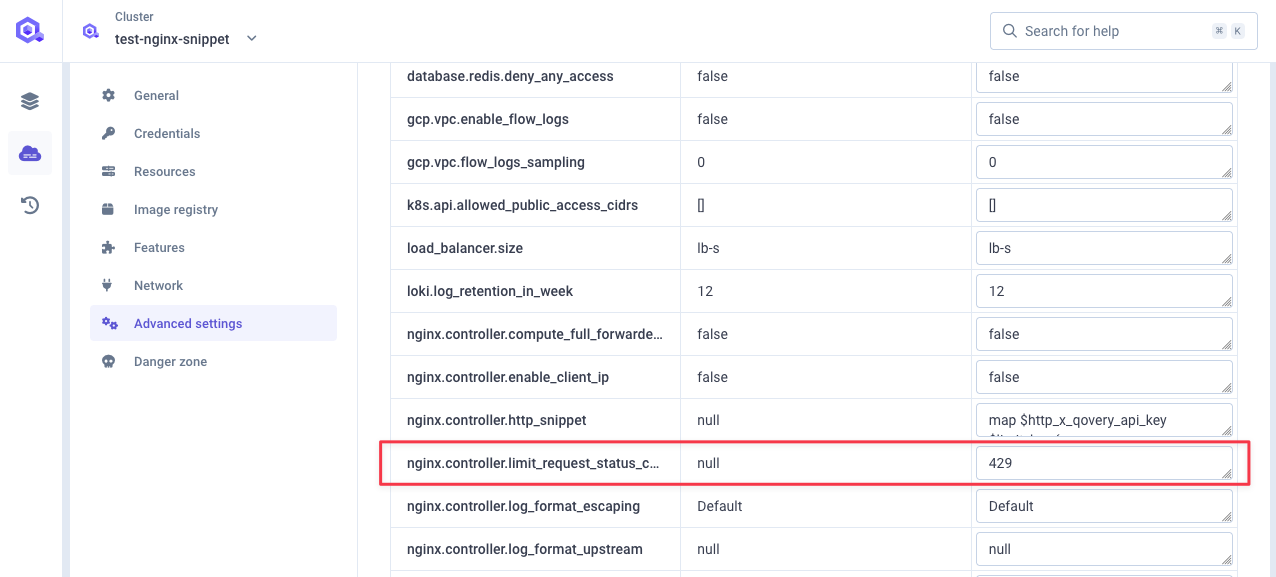 Cluster
test-nginx-snippet
Search for help
⌘ K
General
Credentials
Resources
Image registry
Features
Network
Advanced settings
Danger zone
database.redis.deny_any_access false false
gcp.vpc.enable_flow_logs false false
gcp.vpc.flow_logs_sampling 0 0
k8s.api.allowed_public_access_cidrs [] []
load_balancer.size lb-s lb-s
loki.log_retention_in_week 12 12
nginx.controller.compute_full_forwarde... false false
nginx.controller.enable_client_ip false false
nginx.controller.http_snippet null map $http_x_qovery_api_key
nginx.controller.limit_request_status_c... null 429
nginx.controller.log_format_escaping Default Default
nginx.controller.log_format_upstream null null